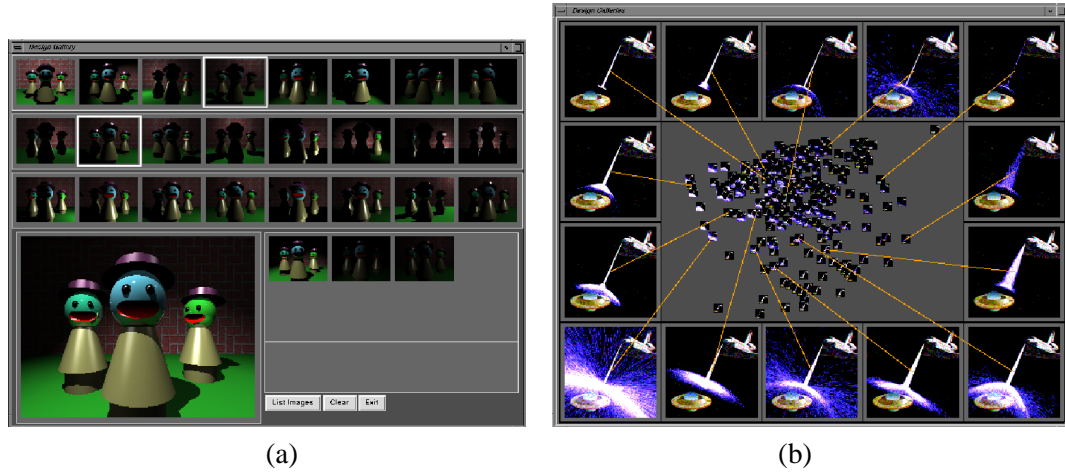 Design Gallery
Design Galleries
List Images
Clear
Exit
(a)
(b)